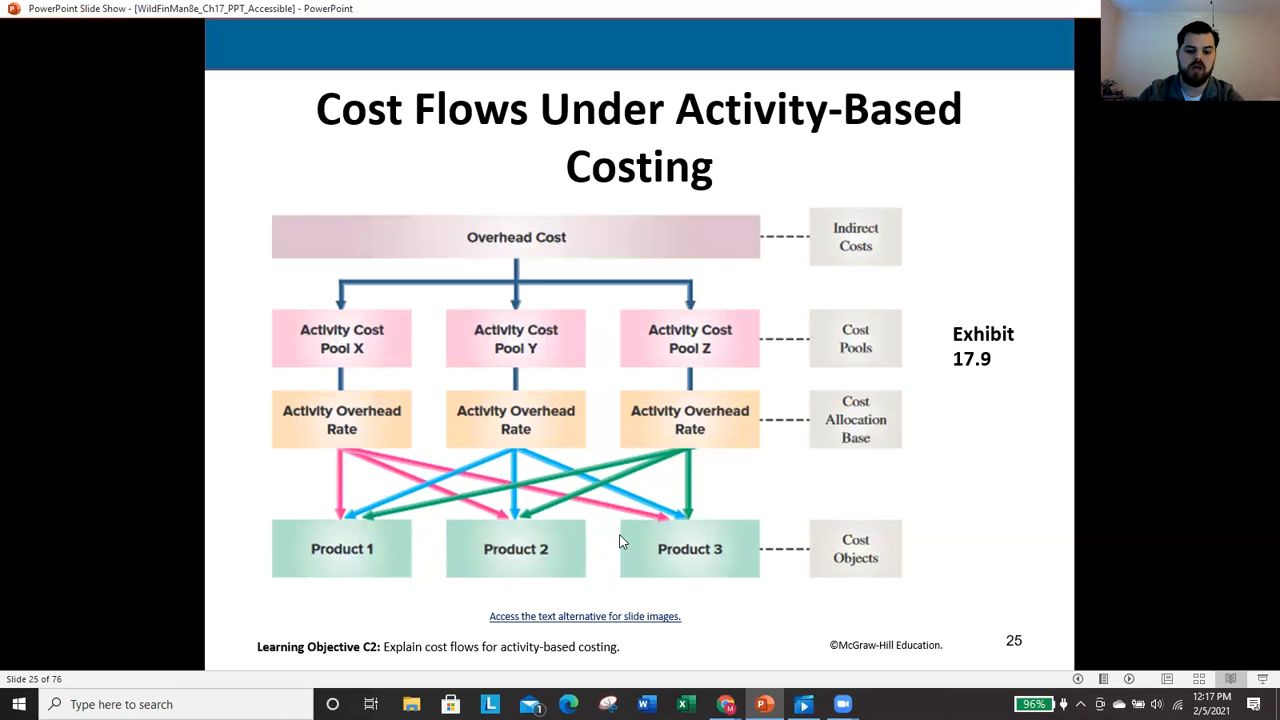 PowerPoint Slide Show - [WildFinMan8e_Ch17_PPT_Accessible] - PowerPoint
Cost Flows Under Activity-Based
Costing
Overhead Cost
Indirect
Costs
Activity Cost
Pool X
Activity Cost
Pool Y
Activity Cost
Pool Z
Cost
Pools
Exhibit
17.9
Activity Overhead
Rate
Activity Overhead
Rate
Activity Overhead
Rate
Cost
Allocation
Base
Product 1
Product 2
Product 3
Cost
Objects
Access the text alternative for slide images.
Learning Objective C2: Explain cost flows for activity-based costing.
©McGraw-Hill Education.
25
Slide 25 of 76
Type here to search
96%
12:17 PM
2/5/2021